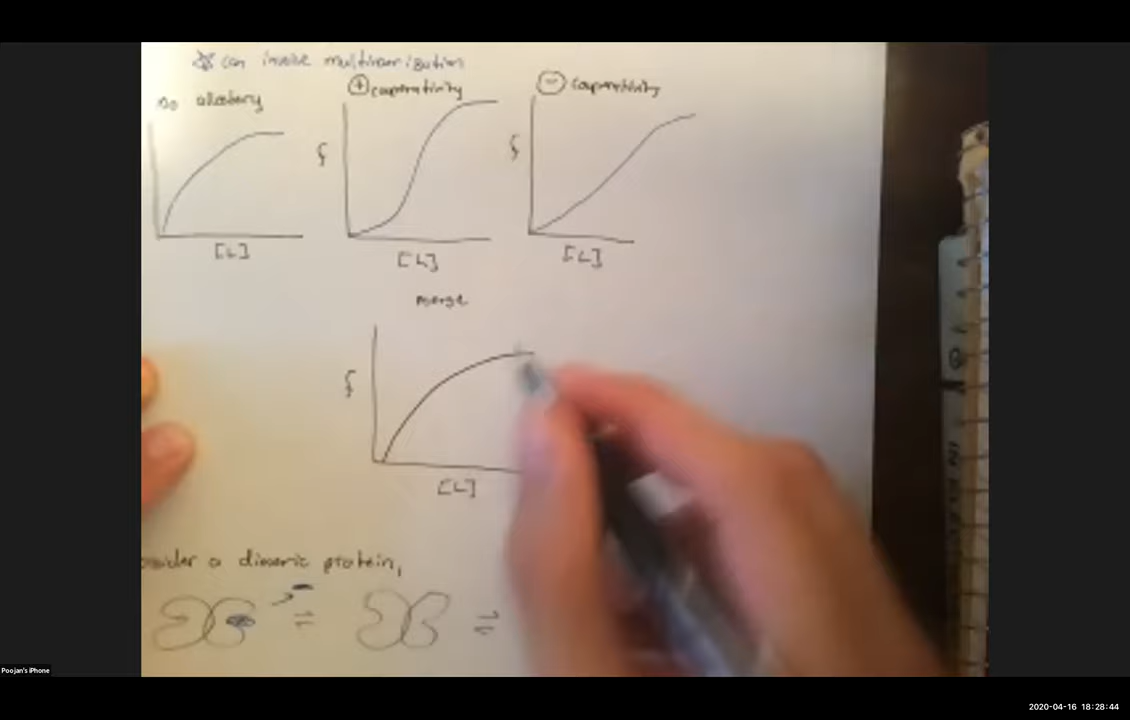 ☆ can involve multimerization
No allostery
⊕ cooperativity
⊖ cooperativity
f
f
[L]
[L]
[L]
merge
f
[L]
onsider a dimeric protein,
Poojan's iPhone
2020-04-16 18:28:44